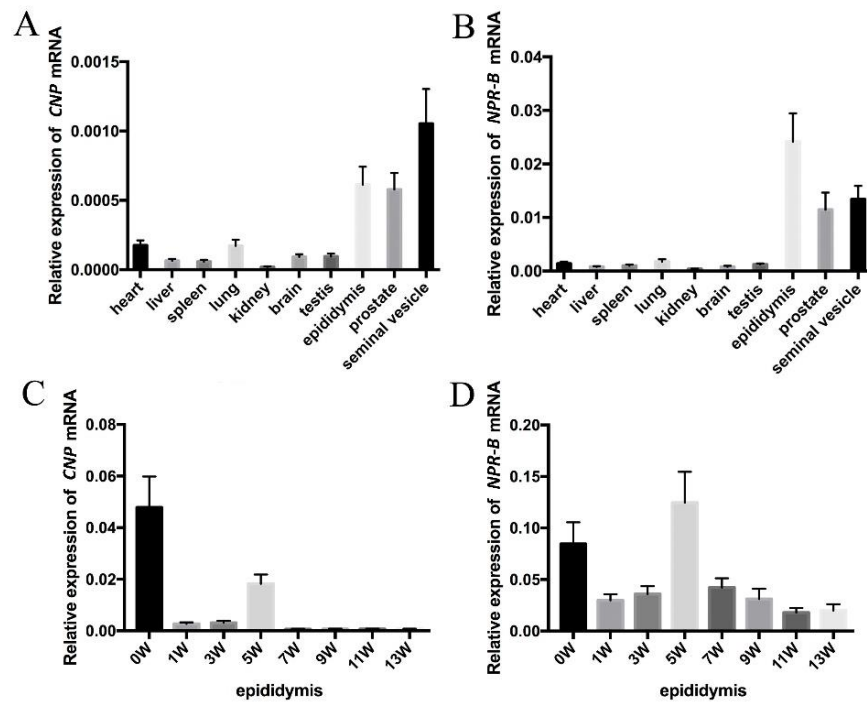 A
Relative expression of CNP mRNA
0.0015
0.0010
0.0005
0.0000
heart
liver
spleen
lung
kidney
brain
testis
epididymis
prostate
seminal vesicle
B
Relative expression of NPR-B mRNA
0.04
0.03
0.02
0.01
0.00
heart
liver
spleen
lung
kidney
brain
testis
epididymis
prostate
seminal vesicle
C
Relative expression of CNP mRNA
0.08
0.06
0.04
0.02
0.00
0W
1W
3W
5W
7W
9W
11W
13W
epididymis
D
Relative expression of NPR-B mRNA
0.20
0.15
0.10
0.05
0.00
0W
1W
3W
5W
7W
9W
11W
13W
epididymis